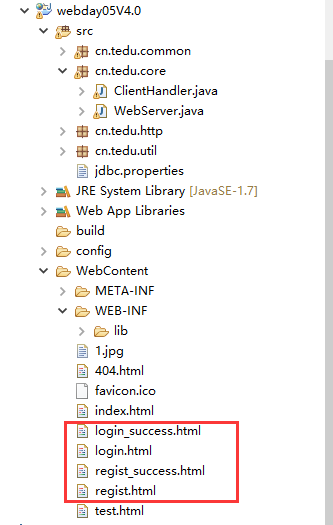 webday05V4.0
src
cn.tedu.common
cn.tedu.core
ClientHandler.java
WebServer.java
cn.tedu.http
cn.tedu.util
jdbc.properties
JRE System Library [JavaSE-1.7]
Web App Libraries
build
config
WebContent
META-INF
WEB-INF
lib
1.jpg
404.html
favicon.ico
index.html
login_success.html
login.html
regist_success.html
regist.html
test.html